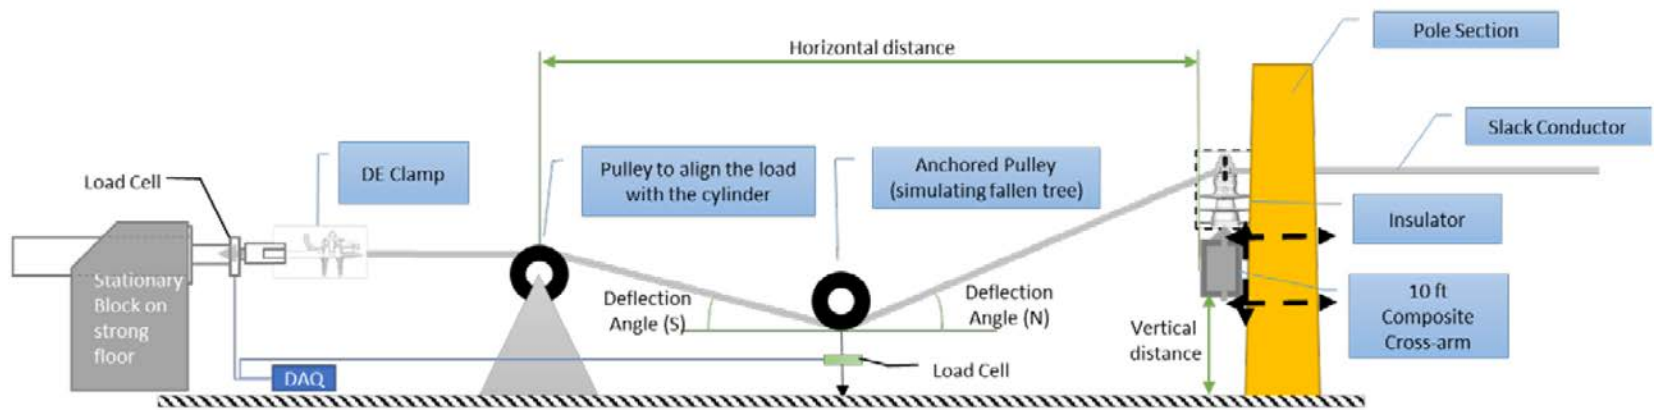 Horizontal distance
Pole Section
Slack Conductor
DE Clamp
Load Cell
Pulley to align the load
with the cylinder
Anchored Pulley
(simulating fallen tree)
Insulator
Stationary
Block on
strong
floor
Deflection
Angle (S)
Deflection
Angle (N)
Vertical
distance
10 ft
Composite
Cross-arm
Load Cell
DAQ